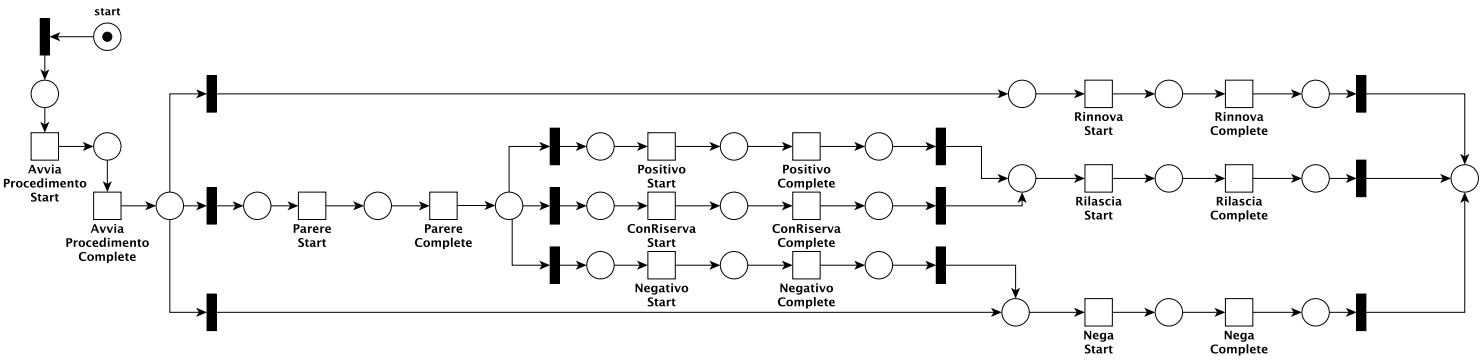 start
Avvia
Procedimento
Start
Avvia
Procedimento
Complete
Parere
Start
Parere
Complete
Positivo
Start
Positivo
Complete
ConRiserva
Start
ConRiserva
Complete
Negativo
Start
Negativo
Complete
Rinnova
Start
Rinnova
Complete
Rilascia
Start
Rilascia
Complete
Nega
Start
Nega
Complete